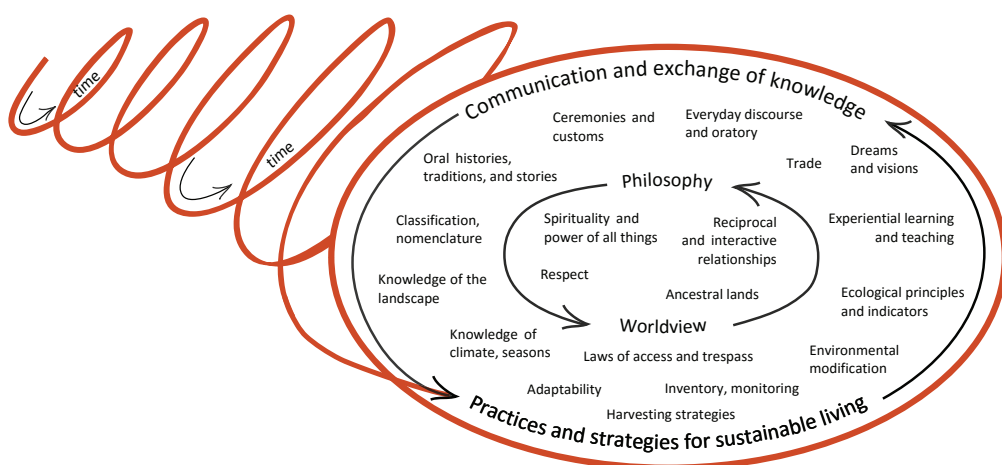 time
time
Communication and exchange of knowledge
Ceremonies and
customs
Everyday discourse
and oratory
Oral histories,
traditions, and stories
Trade
Dreams
and visions
Philosophy
Classification,
nomenclature
Spirituality and
power of all things
Reciprocal
and interactive
relationships
Experiential learning
and teaching
Knowledge of the
landscape
Respect
Ancestral lands
Ecological principles
and indicators
Worldview
Knowledge of
climate, seasons
Laws of access and trespass
Environmental
modification
Adaptability
Inventory, monitoring
Harvesting strategies
Practices and strategies for sustainable living